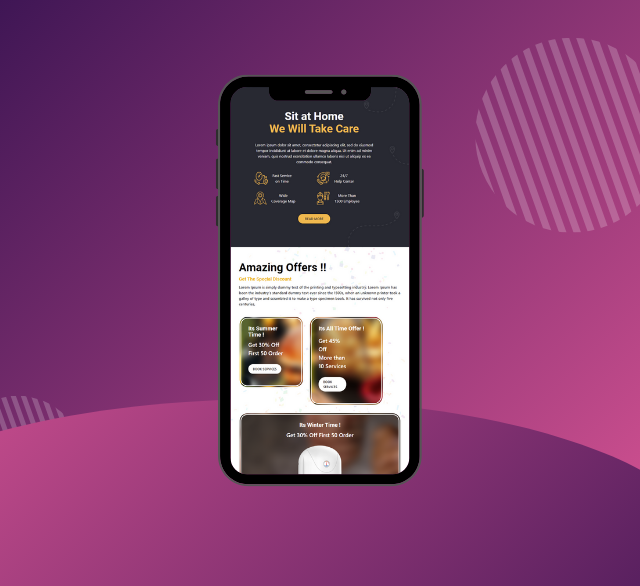 Sit at Home
We Will Take Care
Lorem ipsum dolor sit amet, consectetur adipiscing elit, sed do eiusmod
tempor incididunt ut labore et dolore magna aliqua. Ut enim ad minim
veniam, quis nostrud exercitation ullamco laboris nisi ut aliquip ex ea
commodo consequat.
Fast Service
on Time
24/7
Help Center
Wide
Coverage Map
More Than
1500 Employee
READ MORE
Amazing Offers !!
Get The Special Discount
Lorem Ipsum is simply dummy text of the printing and typesetting industry. Lorem Ipsum has
been the industry's standard dummy text ever since the 1500s, when an unknown printer took a
galley of type and scrambled it to make a type specimen book. It has survived not only five
centuries.
Its Summer
Time !
Get 30% Off
First 50 Order
BOOK SERVICES
Its All Time Offer !
Get 45%
Off
More than
10 Services
BOOK
SERVICES
Its Winter Time !
Get 30% Off First 50 Order